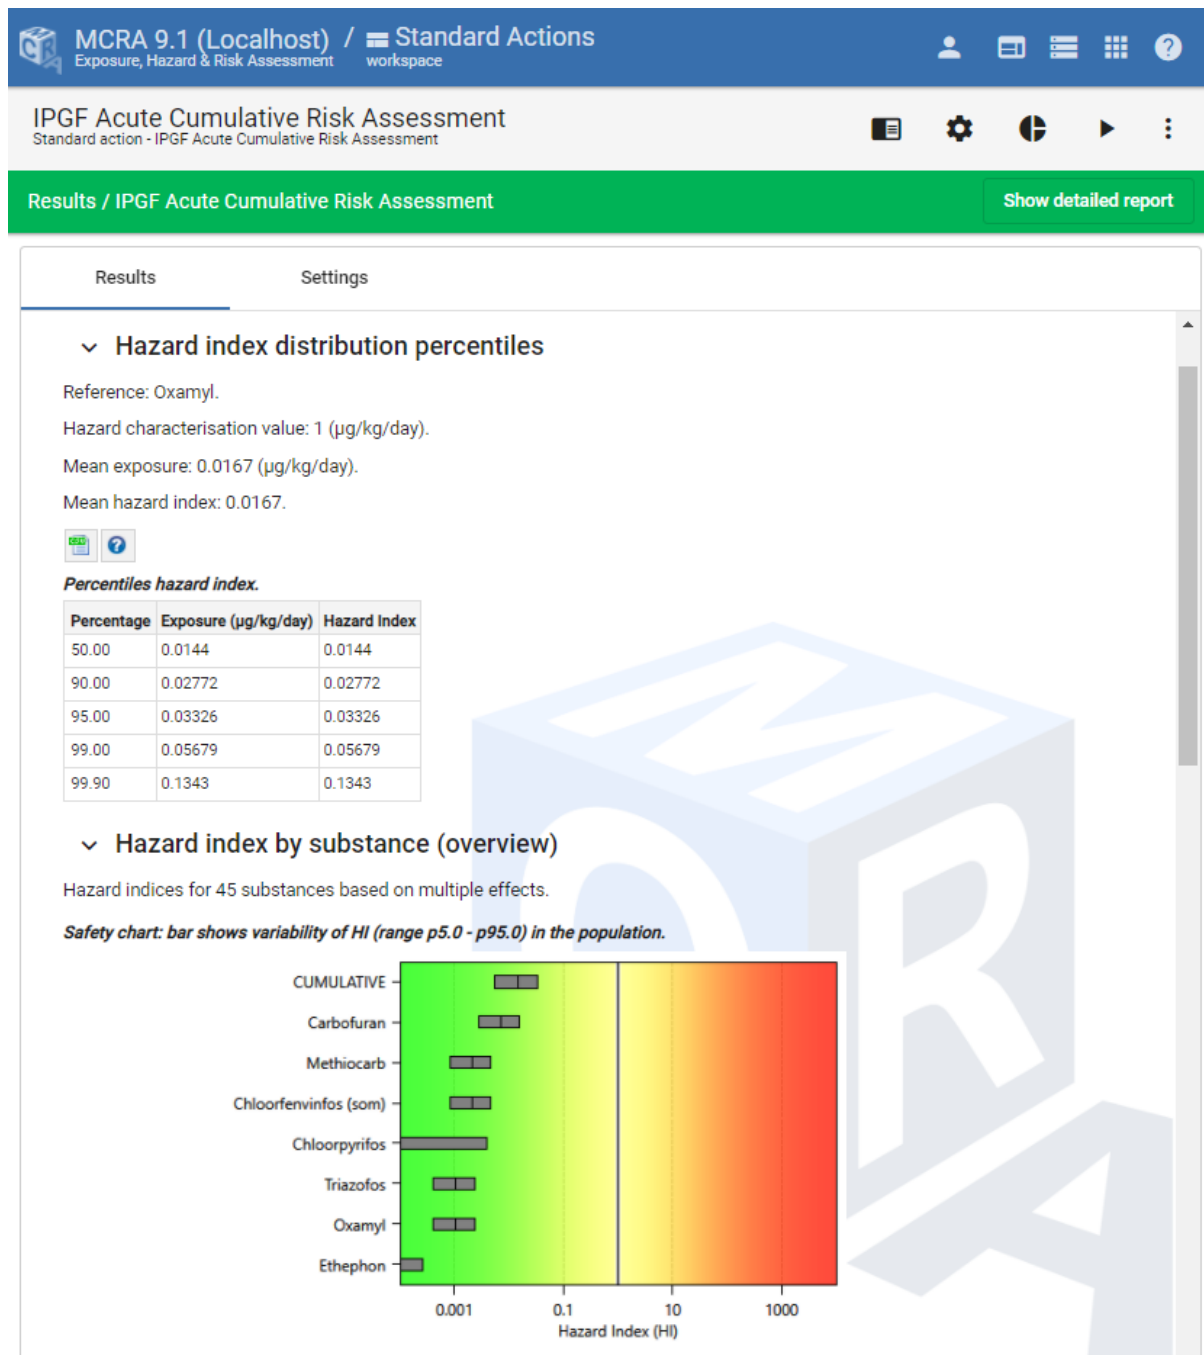 MCRA 9.1 (Localhost) / Standard Actions
Exposure, Hazard & Risk Assessment workspace
IPGF Acute Cumulative Risk Assessment
Standard action - IPGF Acute Cumulative Risk Assessment
Results / IPGF Acute Cumulative Risk Assessment
Show detailed report
Results Settings
Hazard index distribution percentiles
Reference: Oxamyl.
Hazard characterisation value: 1 (µg/kg/day).
Mean exposure: 0.0167 (µg/kg/day).
Mean hazard index: 0.0167.
Percentiles hazard index.
Percentage Exposure (µg/kg/day) Hazard Index
50.00 0.0144 0.0144
90.00 0.02772 0.02772
95.00 0.03326 0.03326
99.00 0.05679 0.05679
99.90 0.1343 0.1343
Hazard index by substance (overview)
Hazard indices for 45 substances based on multiple effects.
Safety chart: bar shows variability of HI (range p5.0 - p95.0) in the population.
CUMULATIVE
Carbofuran
Methiocarb
Chloorfenvinfos (som)
Chloorpyrifos
Triazofos
Oxamyl
Ethephon
0.001 0.1 10 1000
Hazard Index (HI)